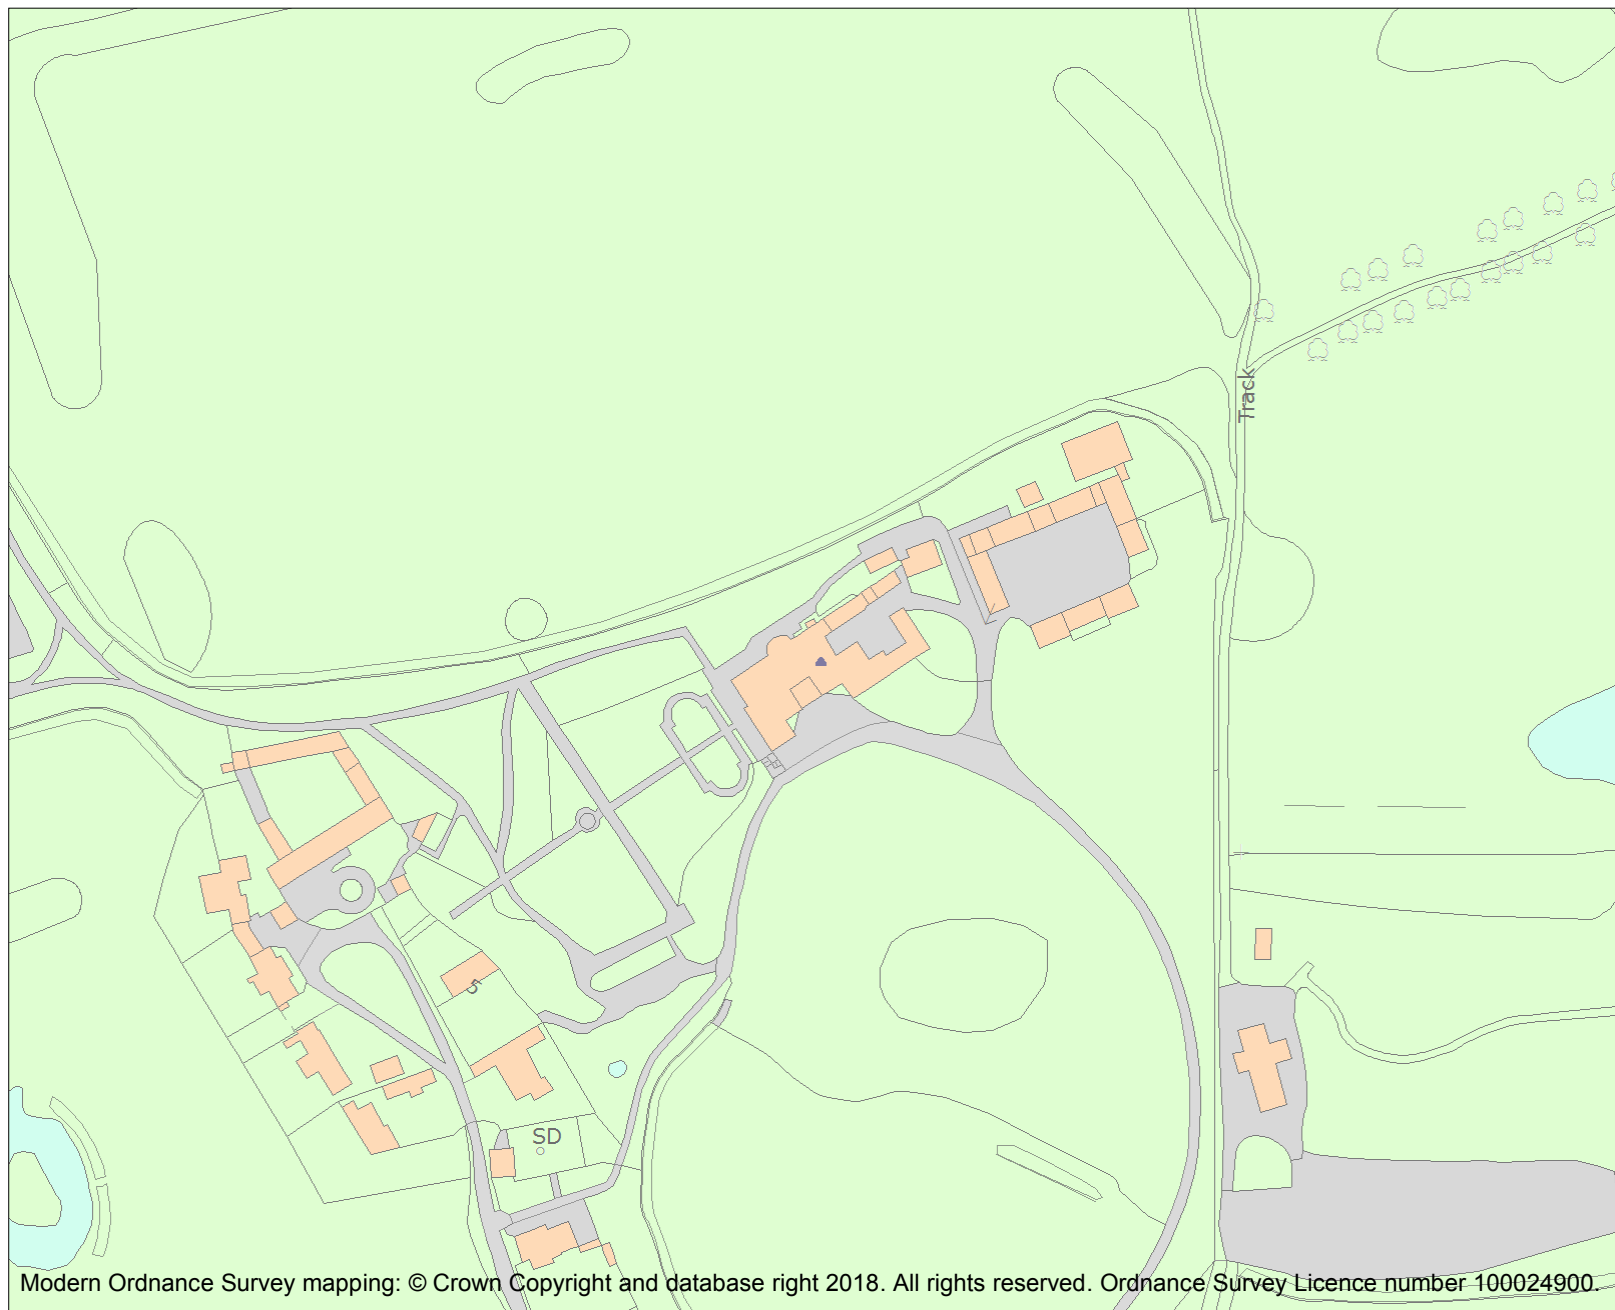 Track
5
SD
Modern Ordnance Survey mapping: © Crown Copyright and database right 2018. All rights reserved. Ordnance Survey Licence number 100024900.